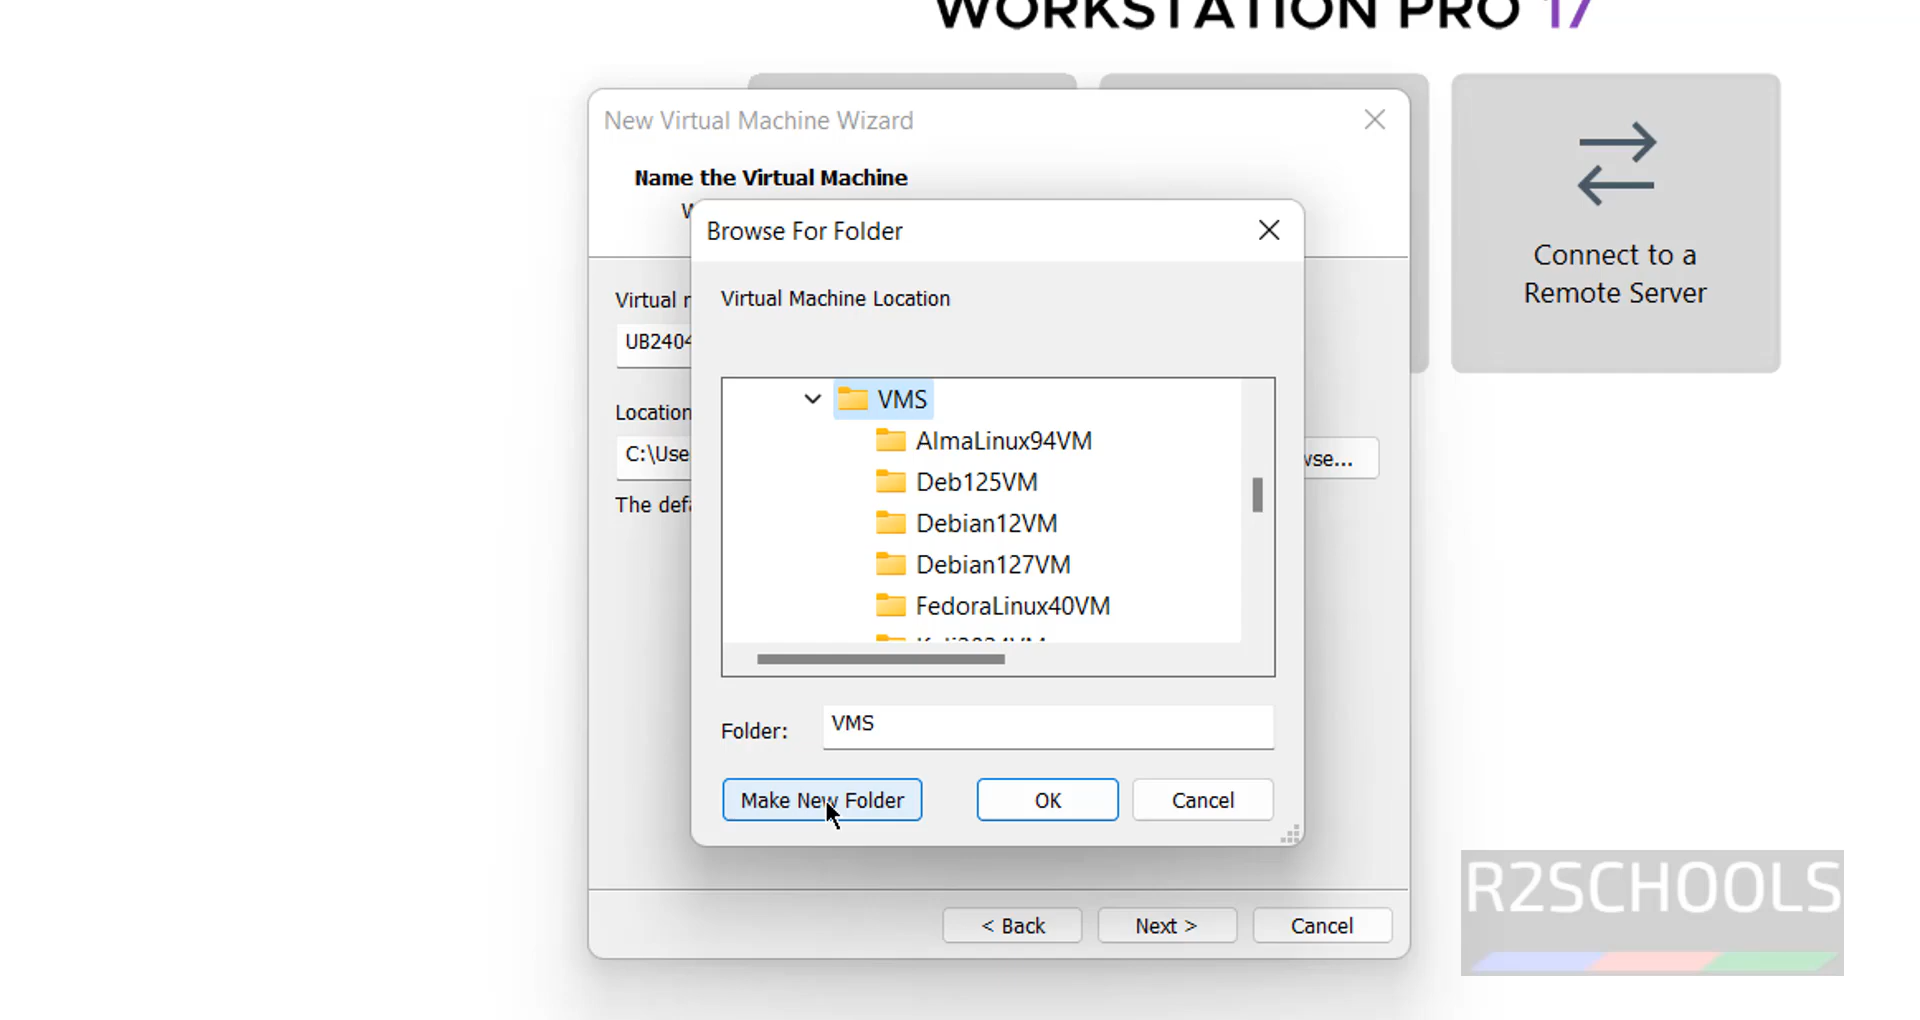 WORKSTATION PRO 17
New Virtual Machine Wizard
Name the Virtual Machine
Browse For Folder
Virtual
Virtual Machine Location
UB2404
Location
C:\Use
The def
VMS
AlmaLinux94VM
Deb125VM
Debian12VM
Debian127VM
FedoraLinux40VM
Folder:
VMS
Make New Folder
OK
Cancel
< Back
Next >
Cancel
Connect to a
Remote Server
R2SCHOOLS